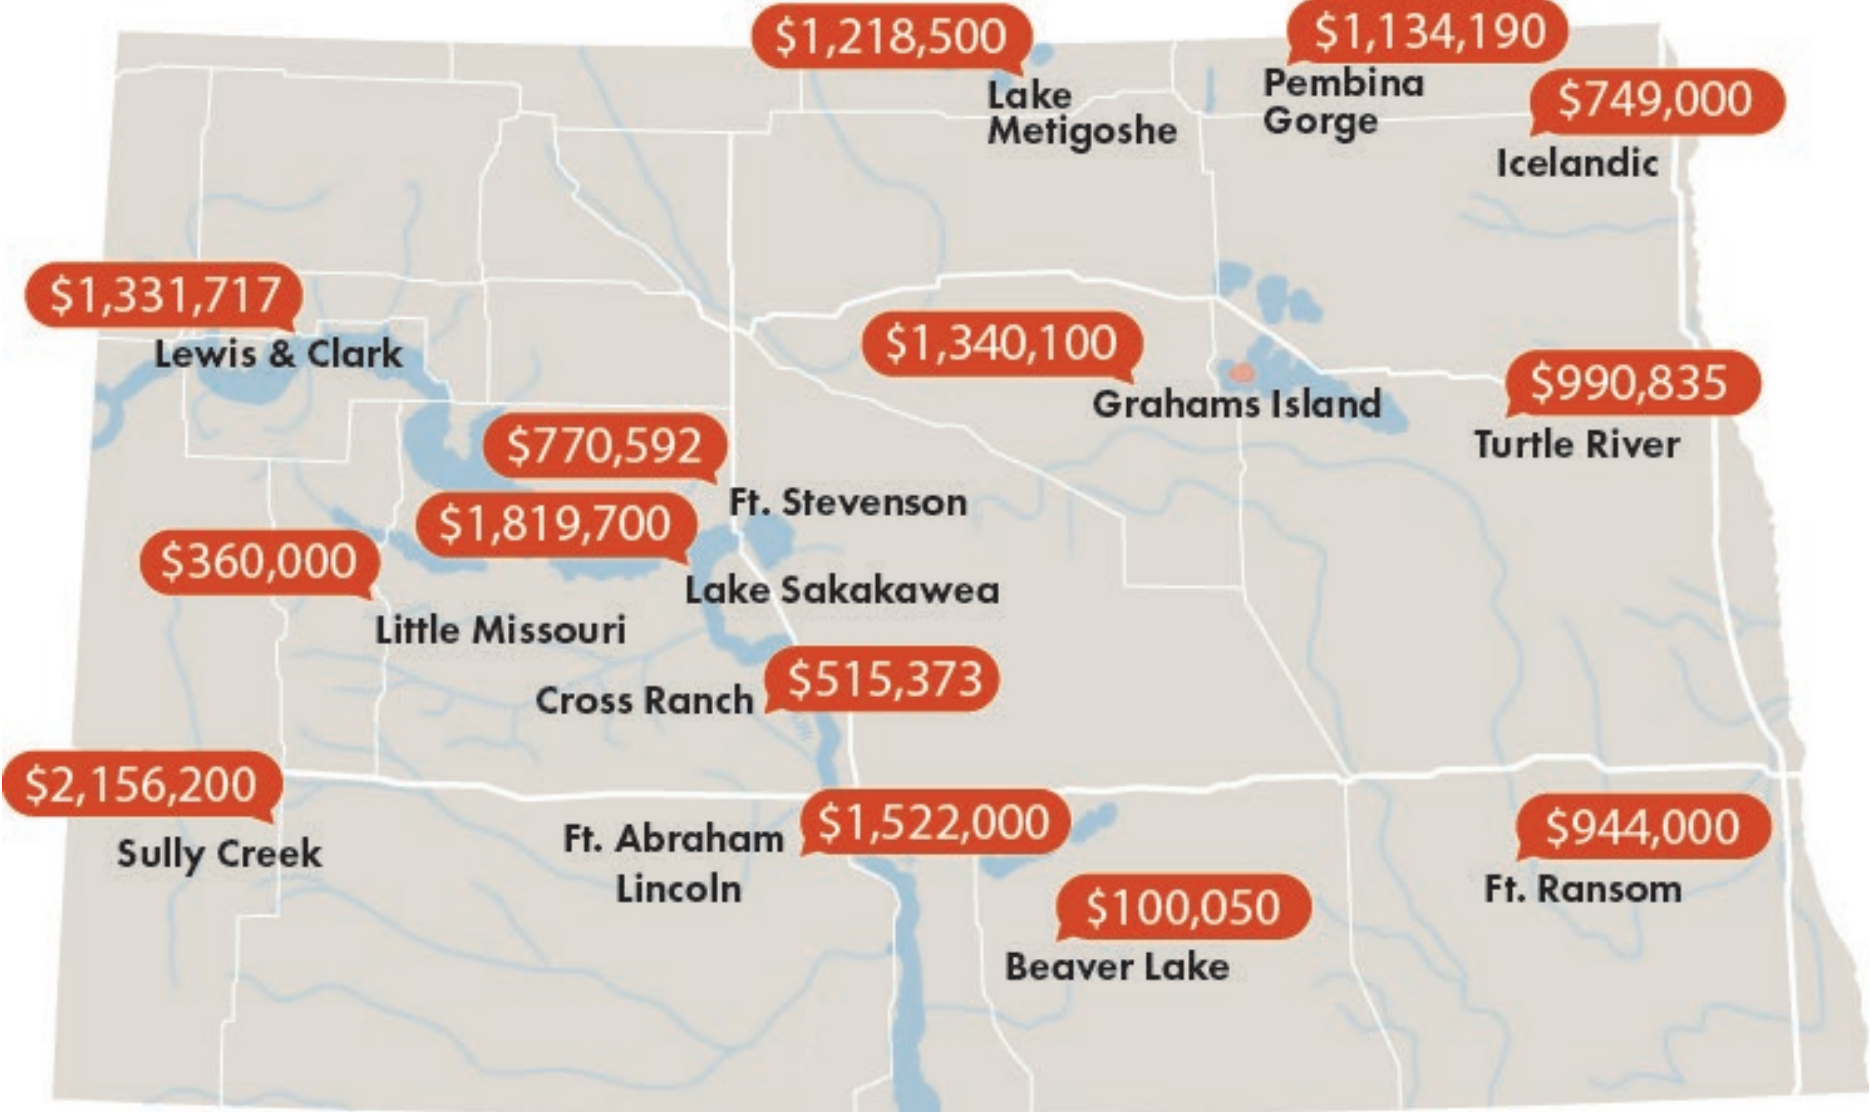 $1,218,500
Lake
Metigoshe
$1,134,190
Pembina
Gorge
$749,000
Icelandic
$1,331,717
Lewis & Clark
$1,340,100
Grahams Island
$990,835
Turtle River
$770,592
Ft. Stevenson
$1,819,700
Lake Sakakawea
$360,000
Little Missouri
$515,373
Cross Ranch
$2,156,200
Sully Creek
$1,522,000
Ft. Abraham
Lincoln
$944,000
Ft. Ransom
$100,050
Beaver Lake